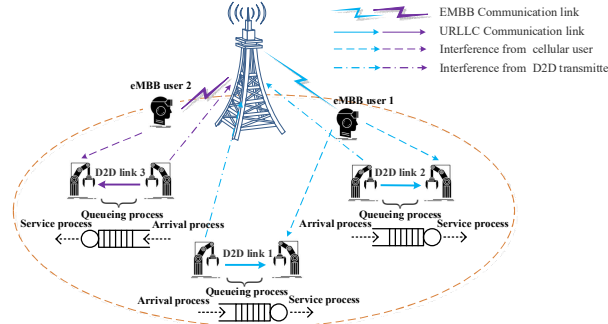 EMBB Communication link
URLLC Communication link
Interference from cellular user
Interference from D2D transmitte
eMBB user 2
eMBB user 1
D2D link 3
D2D link 2
Queueing process
Queueing process
Service process
Arrival process
Arrival process
Service process
D2D link 1
Queueing process
Arrival process
Service process